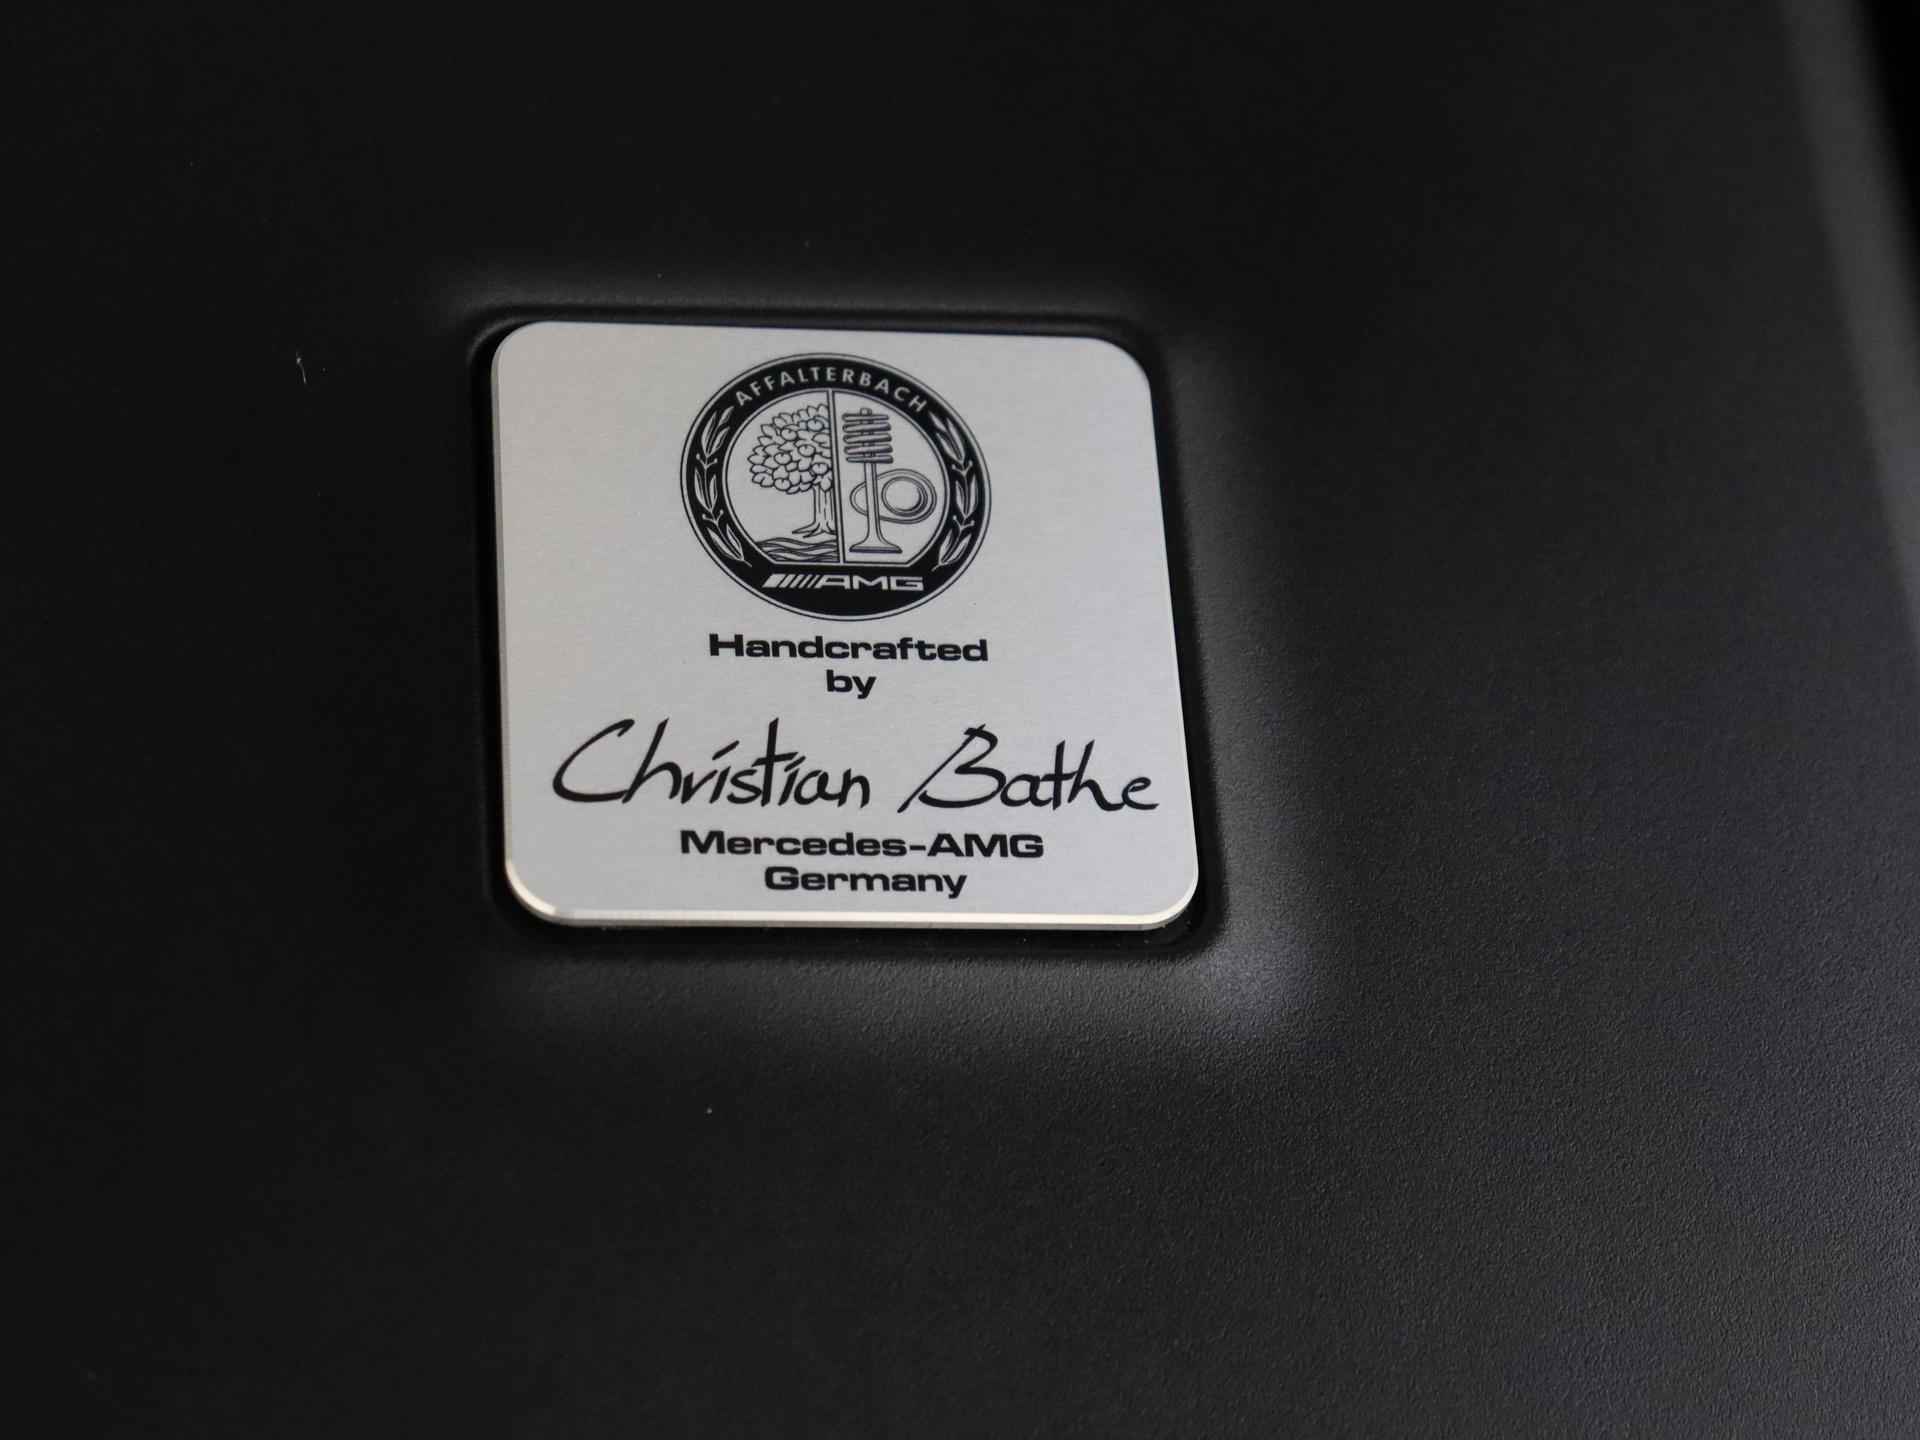 AFFALTERBACH
AMG
Handcrafted
by
Christian Bathe
Mercedes-AMG
Germany